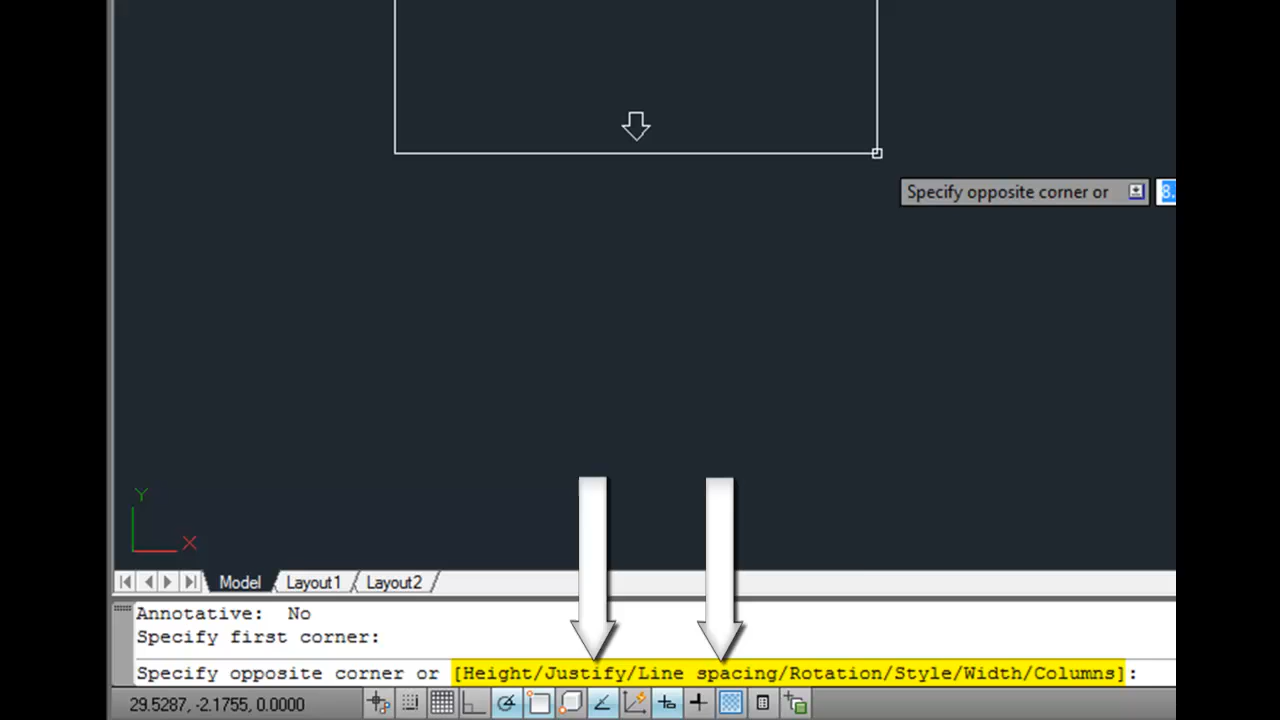 Specify opposite corner or 8.
Y
X
Model Layout1 Layout2
Annotative: No
Specify first corner:
Specify opposite corner or [Height/Justify/Line spacing/Rotation/Style/Width/Columns]:
29.5287, -2.1755, 0.0000